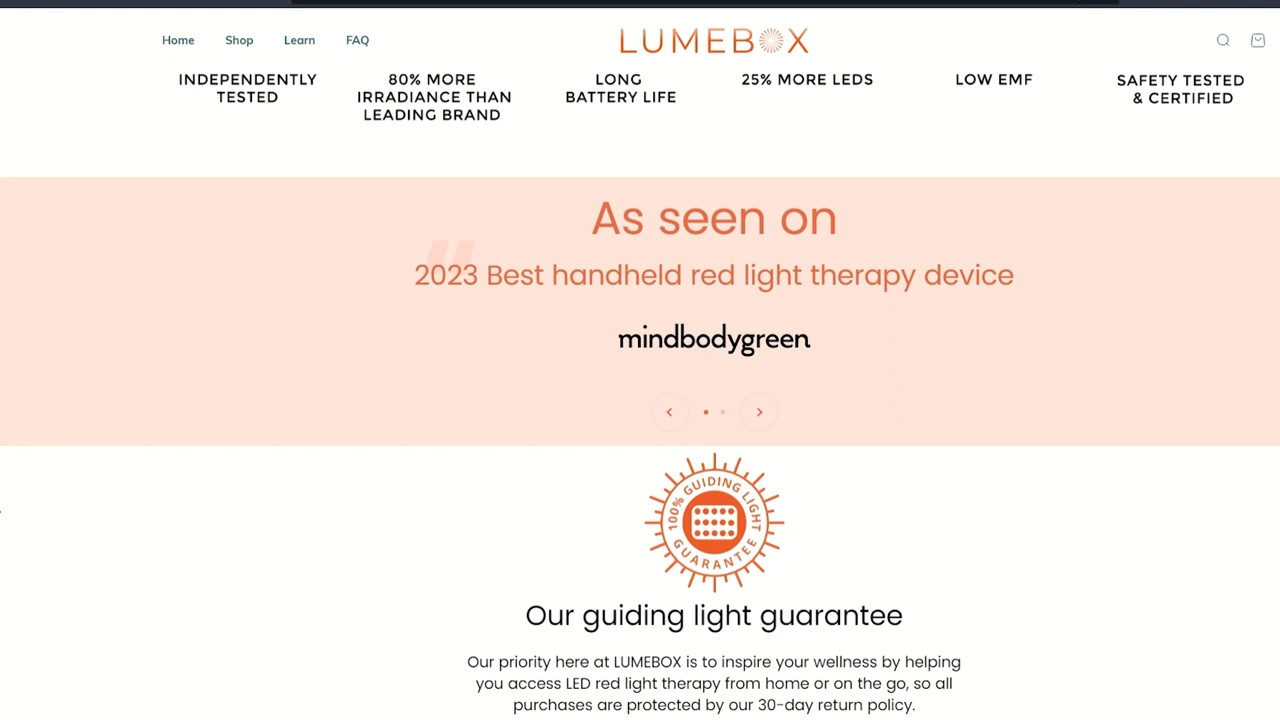 Home Shop Learn FAQ
LUMEBOX
INDEPENDENTLY
TESTED
80% MORE
IRRADIANCE THAN
LEADING BRAND
LONG
BATTERY LIFE
25% MORE LEDS
LOW EMF
SAFETY TESTED
& CERTIFIED
As seen on
"
2023 Best handheld red light therapy device
mindbodygreen
100% GUIDING LIGHT
GUARANTEE
Our guiding light guarantee
Our priority here at LUMEBOX is to inspire your wellness by helping
you access LED red light therapy from home or on the go, so all
purchases are protected by our 30-day return policy.